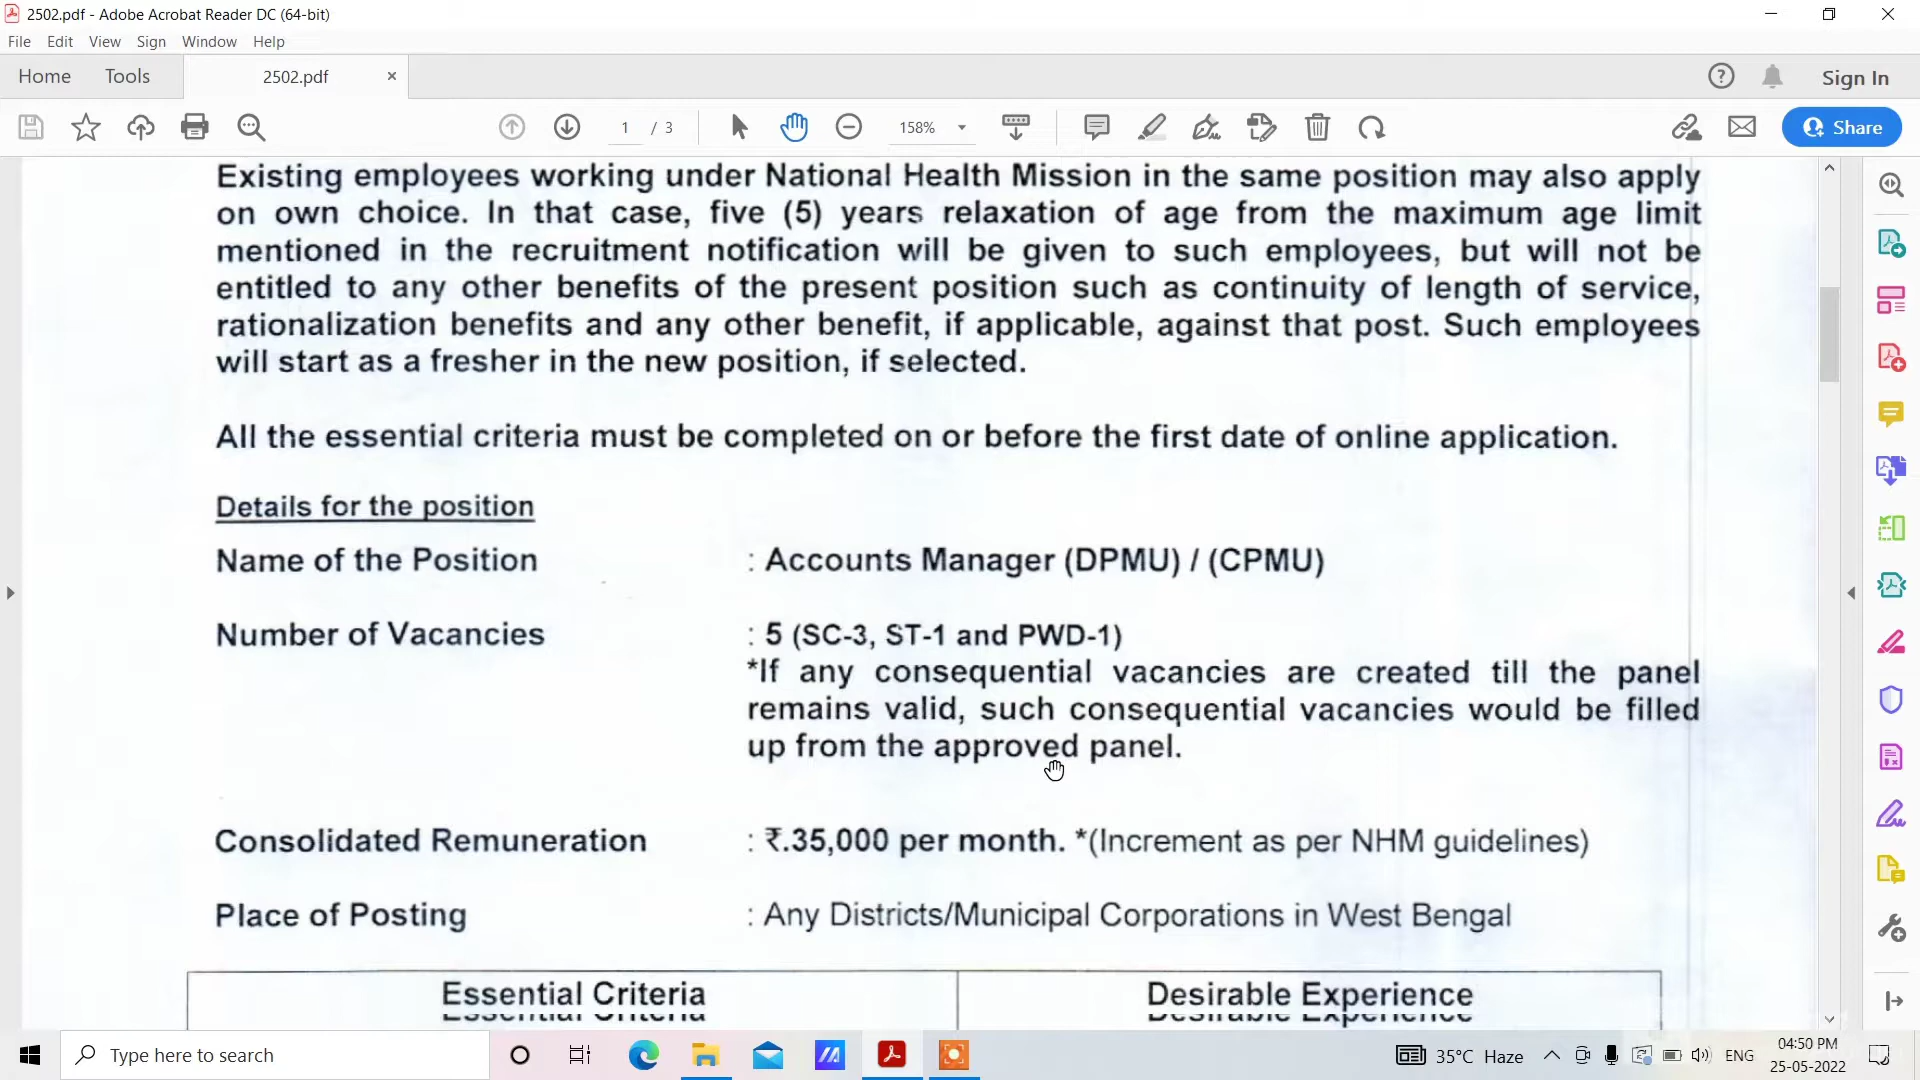 2502.pdf - Adobe Acrobat Reader DC (64-bit)
File Edit View Sign Window Help
Home Tools 2502.pdf × Sign In
1 / 3 158% Share
Existing employees working under National Health Mission in the same position may also apply
on own choice. In that case, five (5) years relaxation of age from the maximum age limit
mentioned in the recruitment notification will be given to such employees, but will not be
entitled to any other benefits of the present position such as continuity of length of service,
rationalization benefits and any other benefit, if applicable, against that post. Such employees
will start as a fresher in the new position, if selected.
All the essential criteria must be completed on or before the first date of online application.
Details for the position
Name of the Position : Accounts Manager (DPMU) / (CPMU)
Number of Vacancies : 5 (SC-3, ST-1 and PWD-1)
*If any consequential vacancies are created till the panel
remains valid, such consequential vacancies would be filled
up from the approved panel.
Consolidated Remuneration : ₹.35,000 per month. *(Increment as per NHM guidelines)
Place of Posting : Any Districts/Municipal Corporations in West Bengal
Essential Criteria Desirable Experience
Type here to search 35°C Haze ENG 04:50 PM
25-05-2022